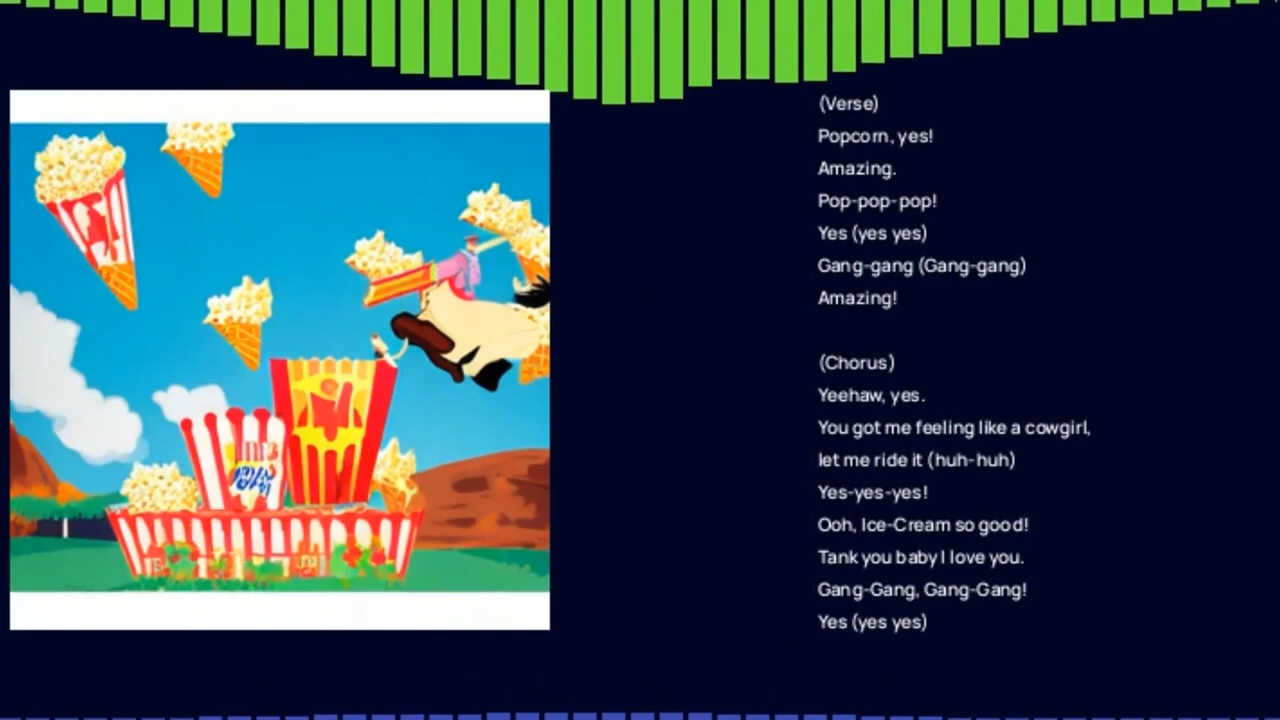 (Verse)
Popcorn, yes!
Amazing.
Pop-pop-pop!
Yes (yes yes)
Gang-gang (Gang-gang)
Amazing!
(Chorus)
Yeehaw, yes.
You got me feeling like a cowgirl,
let me ride it (huh-huh)
Yes-yes-yes!
Ooh, Ice-Cream so good!
Tank you baby I love you.
Gang-Gang, Gang-Gang!
Yes (yes yes)